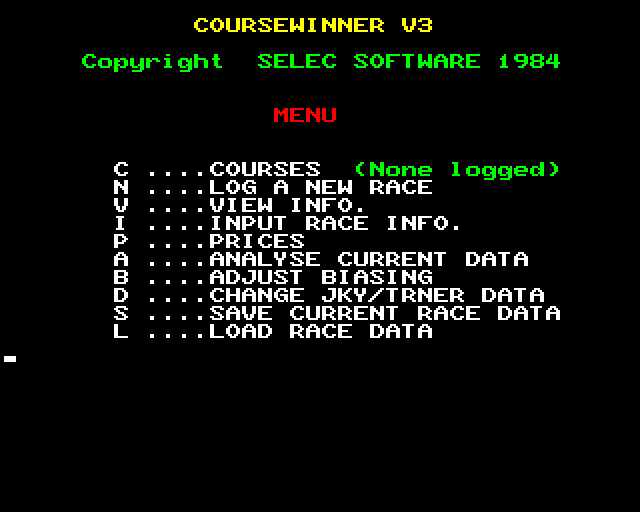 COURSEWINNER V3
Copyright  SELEC SOFTWARE 1984
MENU
C ....COURSES  (None logged)
N ....LOG A NEW RACE
V ....VIEW INFO.
I ....INPUT RACE INFO.
P ....PRICES
A ....ANALYSE CURRENT DATA
B ....ADJUST BIASING
D ....CHANGE JKY/TRNER DATA
S ....SAVE CURRENT RACE DATA
L ....LOAD RACE DATA